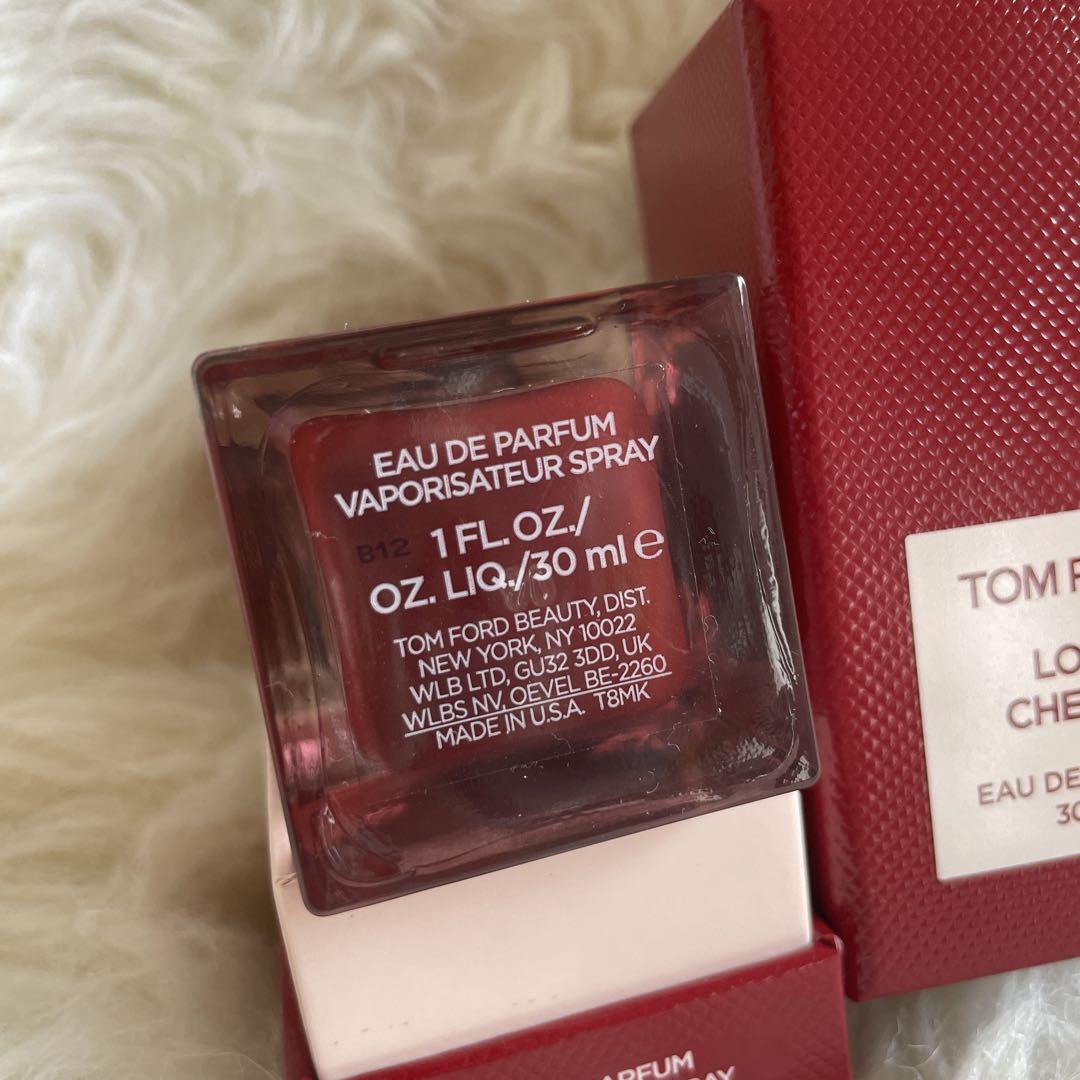 EAU DE PARFUM
VAPORISATEUR SPRAY
B12 1 FL.OZ./
OZ. LIQ./30 ml e
TOM FORD BEAUTY, DIST.
NEW YORK, NY 10022
WLB LTD, GU32 3DD, UK
WLBS NV, OEVEL BE-2260
MADE IN U.S.A. T8MK
TOM F
LO
CHE
EAU DE
30
PARFUM
SPRAY